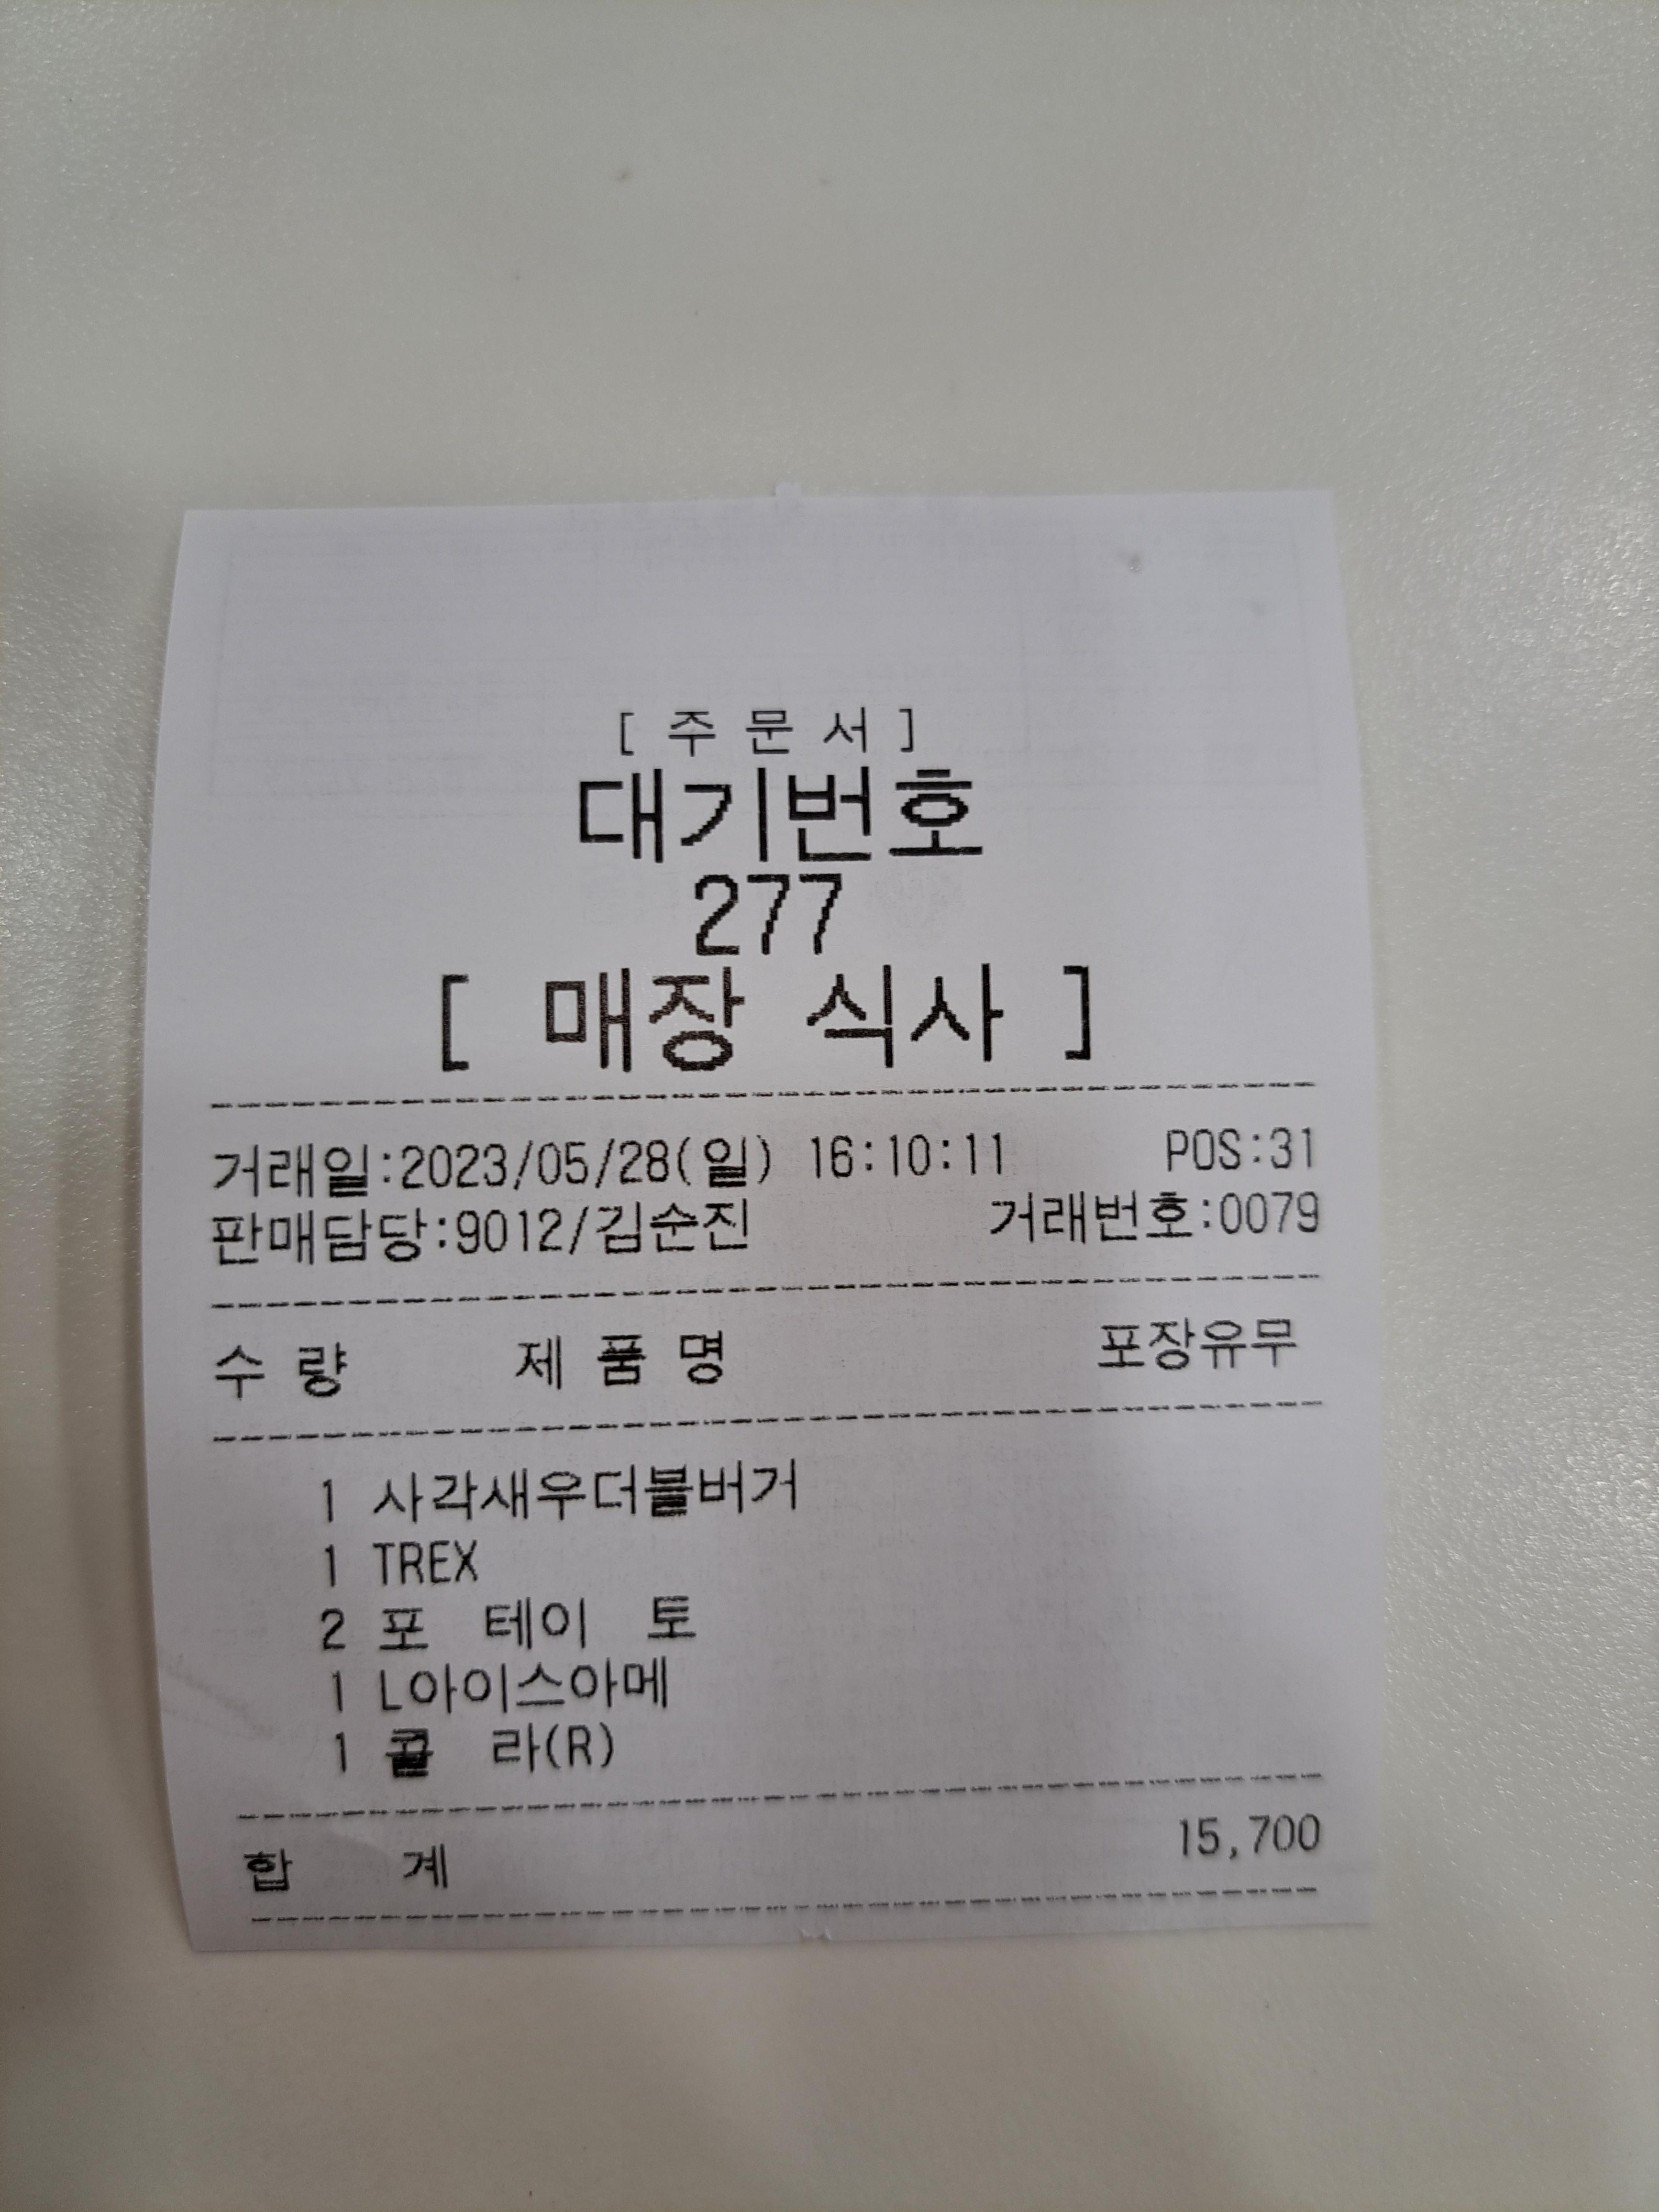 [ 주 문 서 ]
대기번호
277
[ 매장 식사 ]
거래일:2023/05/28(일) 16:10:11 POS:31
판매담당:9012/김순진 거래번호:0079
수 량 제 품 명 포장유무
1 사각새우더블버거
1 TREX
2 포 테이 토
1 L아이스아메
1 콜 라(R)
합 계 15,700